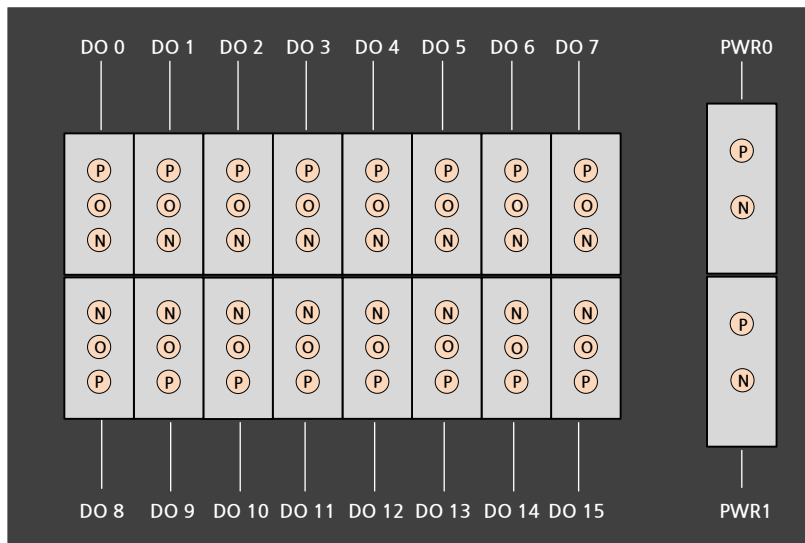 DO 0 DO 1 DO 2 DO 3 DO 4 DO 5 DO 6 DO 7 PWR0
P P P P P P P P P
O O O O O O O O N
N N N N N N N N
N N N N N N N N P
O O O O O O O O N
P P P P P P P P
DO 8 DO 9 DO 10 DO 11 DO 12 DO 13 DO 14 DO 15 PWR1